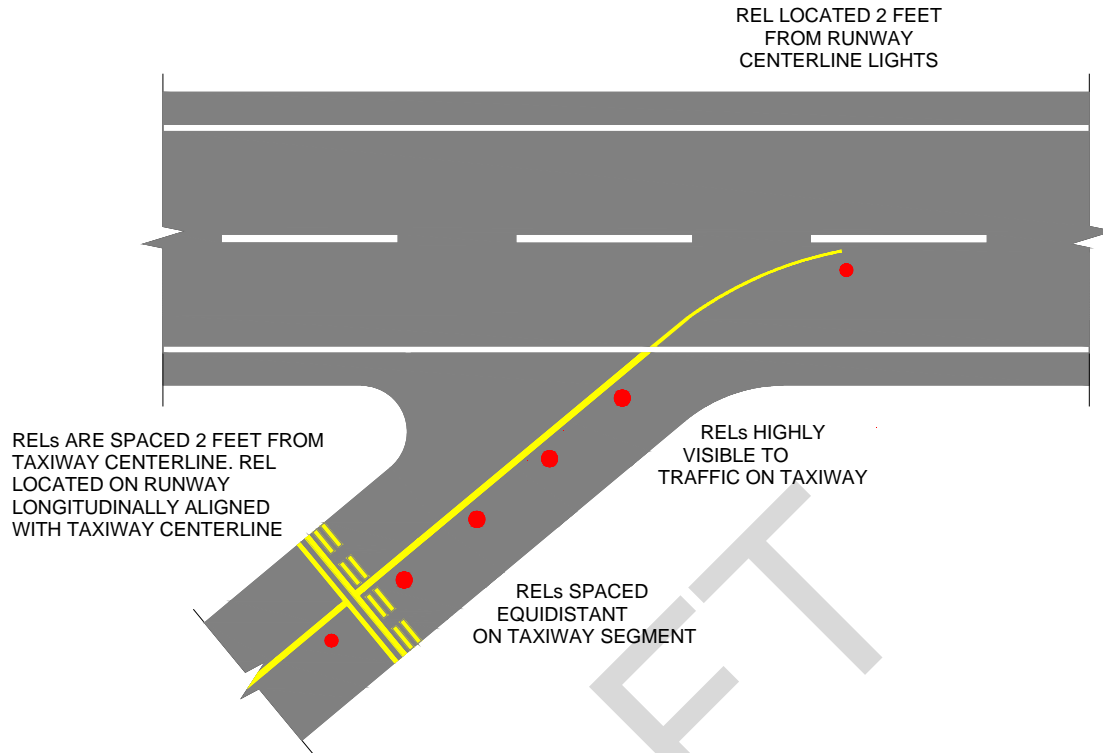 REL LOCATED 2 FEET
FROM RUNWAY
CENTERLINE LIGHTS
RELs ARE SPACED 2 FEET FROM
TAXIWAY CENTERLINE. REL
LOCATED ON RUNWAY
LONGITUDINALLY ALIGNED
WITH TAXIWAY CENTERLINE
RELs HIGHLY
VISIBLE TO
TRAFFIC ON TAXIWAY
RELs SPACED
EQUIDISTANT
ON TAXIWAY SEGMENT
FT